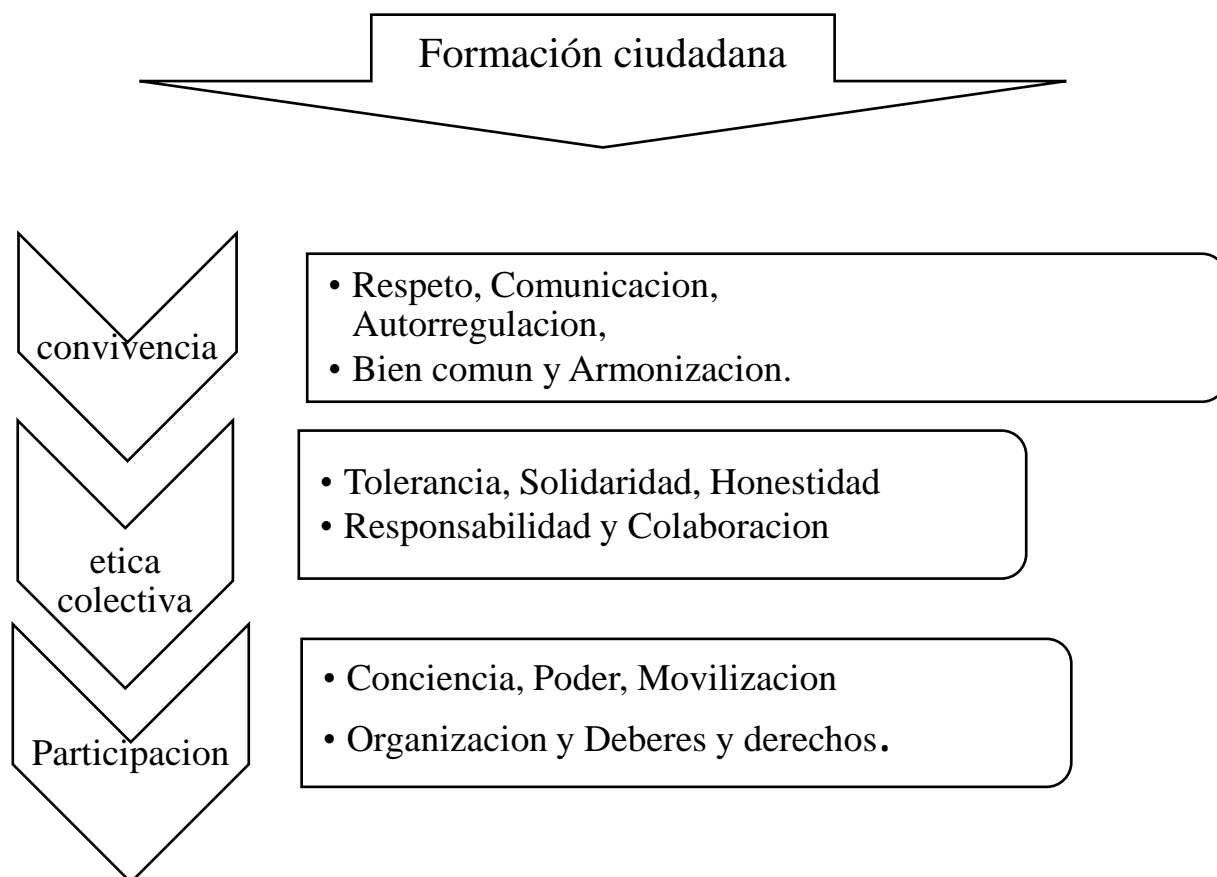 Formación ciudadana
convivencia
• Respeto, Comunicacion,
Autorregulacion,
• Bien comun y Armonizacion.
etica
colectiva
• Tolerancia, Solidaridad, Honestidad
• Responsabilidad y Colaboracion
Participacion
• Conciencia, Poder, Movilizacion
• Organizacion y Deberes y derechos.